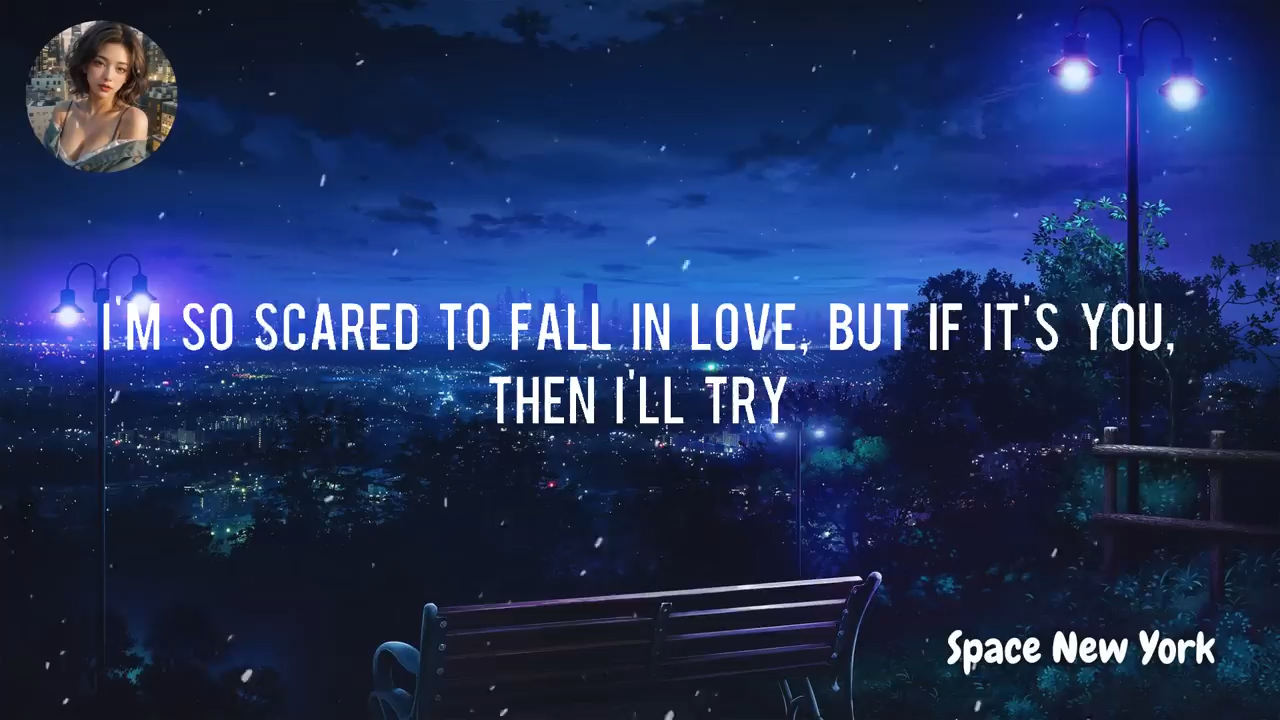 I'M SO SCARED TO FALL IN LOVE, BUT IF IT'S YOU,
THEN I'LL TRY
Space New York